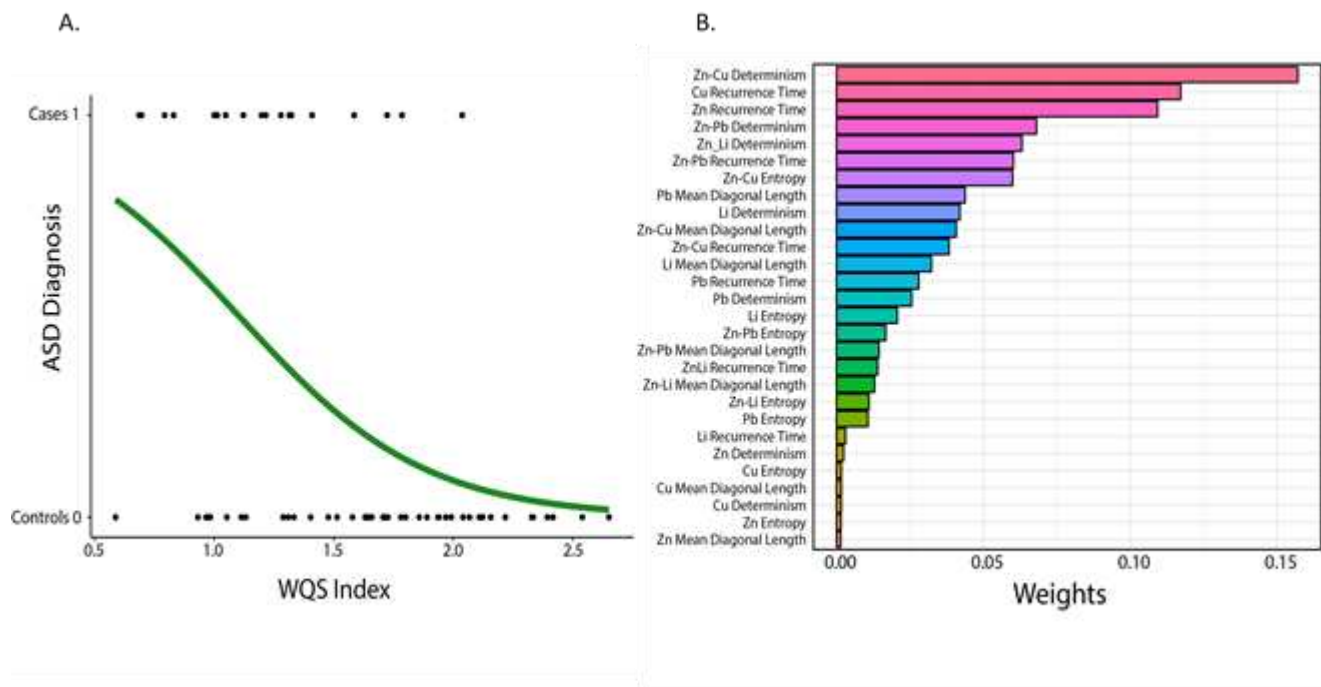 A.
Cases 1
ASD Diagnosis
Controls 0
0.5 1.0 1.5 2.0 2.5
WQS Index
B.
Zn-Cu Determinism
Cu Recurrence Time
Zn Recurrence Time
Zn-Pb Determinism
Zn_Li Determinism
Zn-Pb Recurrence Time
Zn-Cu Entropy
Pb Mean Diagonal Length
Li Determinism
Zn-Cu Mean Diagonal Length
Zn-Cu Recurrence Time
Li Mean Diagonal Length
Pb Recurrence Time
Pb Determinism
Li Entropy
Zn-Pb Entropy
Zn-Pb Mean Diagonal Length
ZnLi Recurrence Time
Zn-Li Mean Diagonal Length
Zn-Li Entropy
Pb Entropy
Li Recurrence Time
Zn Determinism
Cu Entropy
Cu Mean Diagonal Length
Cu Determinism
Zn Entropy
Zn Mean Diagonal Length
0.00 0.05 0.10 0.15
Weights